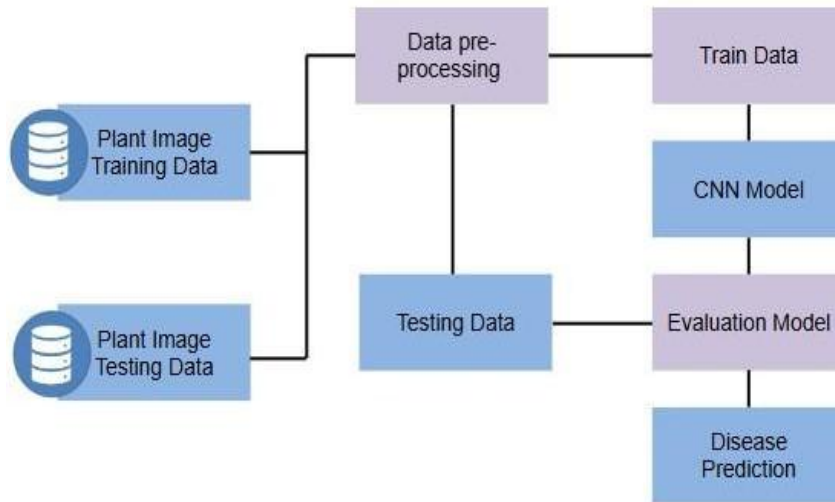 Data pre-
processing
Train Data
Plant Image
Training Data
CNN Model
Plant Image
Testing Data
Testing Data
Evaluation Model
Disease
Prediction